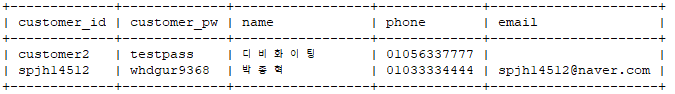 +-------------+-------------+----------------+-------------+---------------------+
| customer_id | customer_pw | name | phone | email |
+-------------+-------------+----------------+-------------+---------------------+
| customer2 | testpass | 디비화이팅 | 01056337777 | |
| spjh14512 | whdgur9368 | 박종혁 | 01033334444 | spjh14512@naver.com |
+-------------+-------------+----------------+-------------+---------------------+